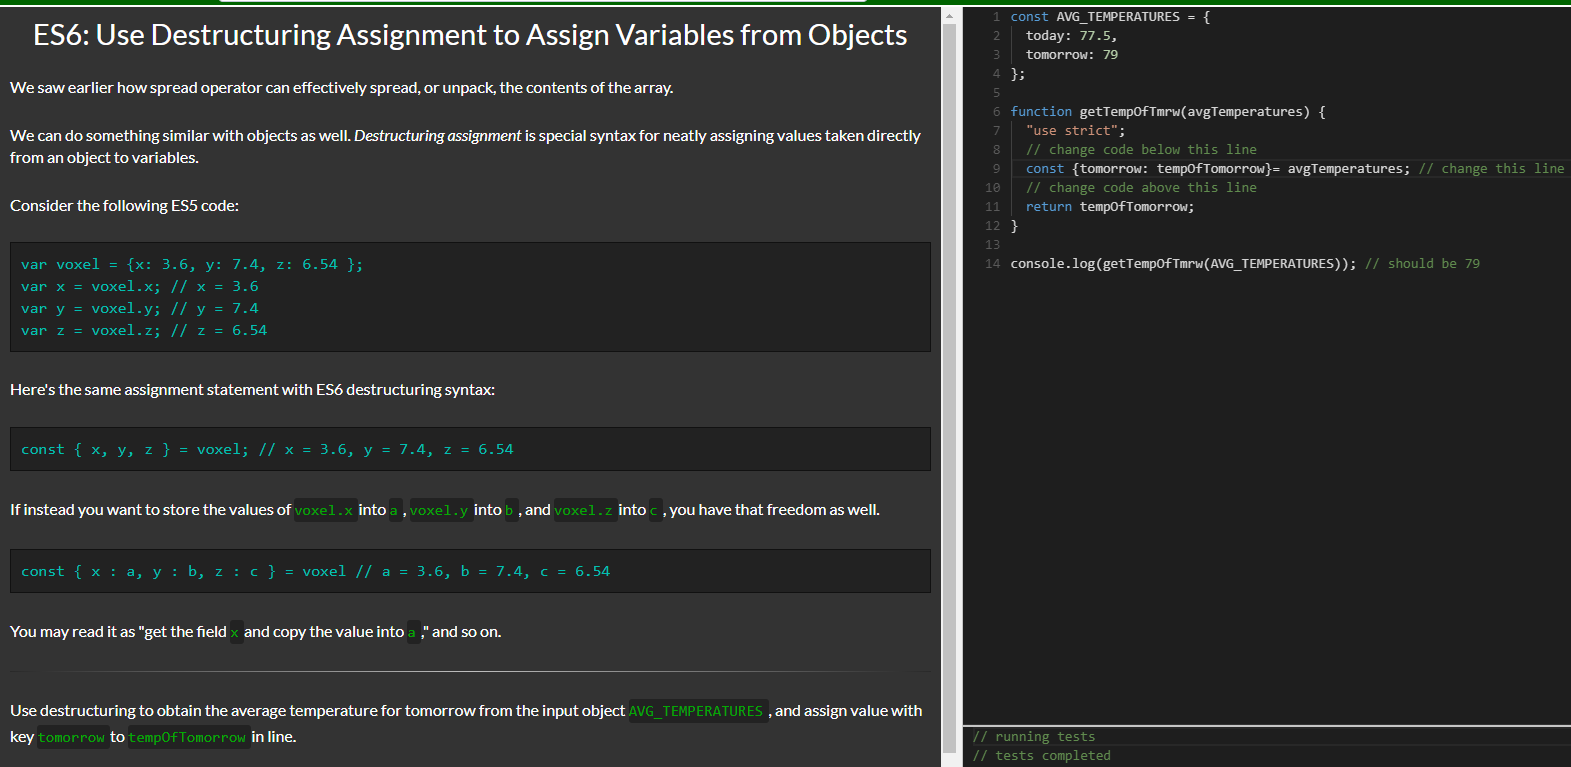 ES6: Use Destructuring Assignment to Assign Variables from Objects
We saw earlier how spread operator can effectively spread, or unpack, the contents of the array.
We can do something similar with objects as well. Destructuring assignment is special syntax for neatly assigning values taken directly
from an object to variables.
Consider the following ES5 code:
var voxel = {x: 3.6, y: 7.4, z: 6.54 };
var x = voxel.x; // x = 3.6
var y = voxel.y; // y = 7.4
var z = voxel.z; // z = 6.54
Here's the same assignment statement with ES6 destructuring syntax:
const { x, y, z } = voxel; // x = 3.6, y = 7.4, z = 6.54
If instead you want to store the values of voxel.x into a , voxel.y into b , and voxel.z into c , you have that freedom as well.
const { x : a, y : b, z : c } = voxel // a = 3.6, b = 7.4, c = 6.54
You may read it as "get the field x and copy the value into a ," and so on.
Use destructuring to obtain the average temperature for tomorrow from the input object AVG_TEMPERATURES , and assign value with
key tomorrow to tempOfTomorrow in line.
1 const AVG_TEMPERATURES = {
2 today: 77.5,
3 tomorrow: 79
4 };
5
6 function getTempOfTmrw(avgTemperatures) {
7 "use strict";
8 // change code below this line
9 const {tomorrow: tempOfTomorrow}= avgTemperatures; // change this line
10 // change code above this line
11 return tempOfTomorrow;
12 }
13
14 console.log(getTempOfTmrw(AVG_TEMPERATURES)); // should be 79
// running tests
// tests completed